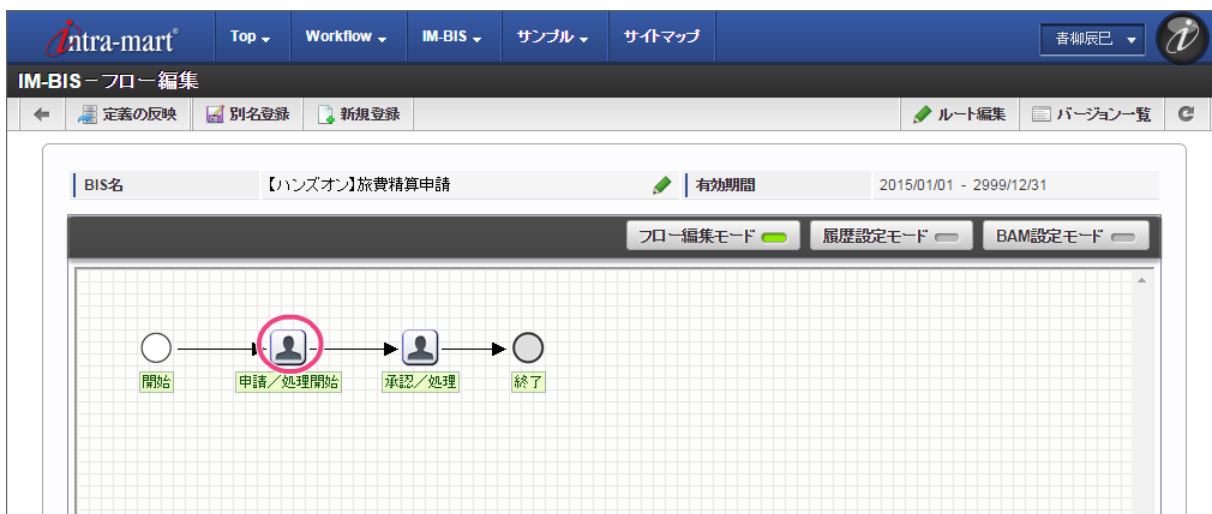 intra-mart® Top Workflow IM-BIS サンプル サイトマップ 青柳辰巳
IM-BIS－フロー編集
定義の反映 別名登録 新規登録 ルート編集 バージョン一覧
BIS名 【ハンズオン】旅費精算申請 有効期間 2015/01/01 - 2999/12/31
フロー編集モード 履歴設定モード BAM設定モード
開始 申請／処理開始 承認／処理 終了